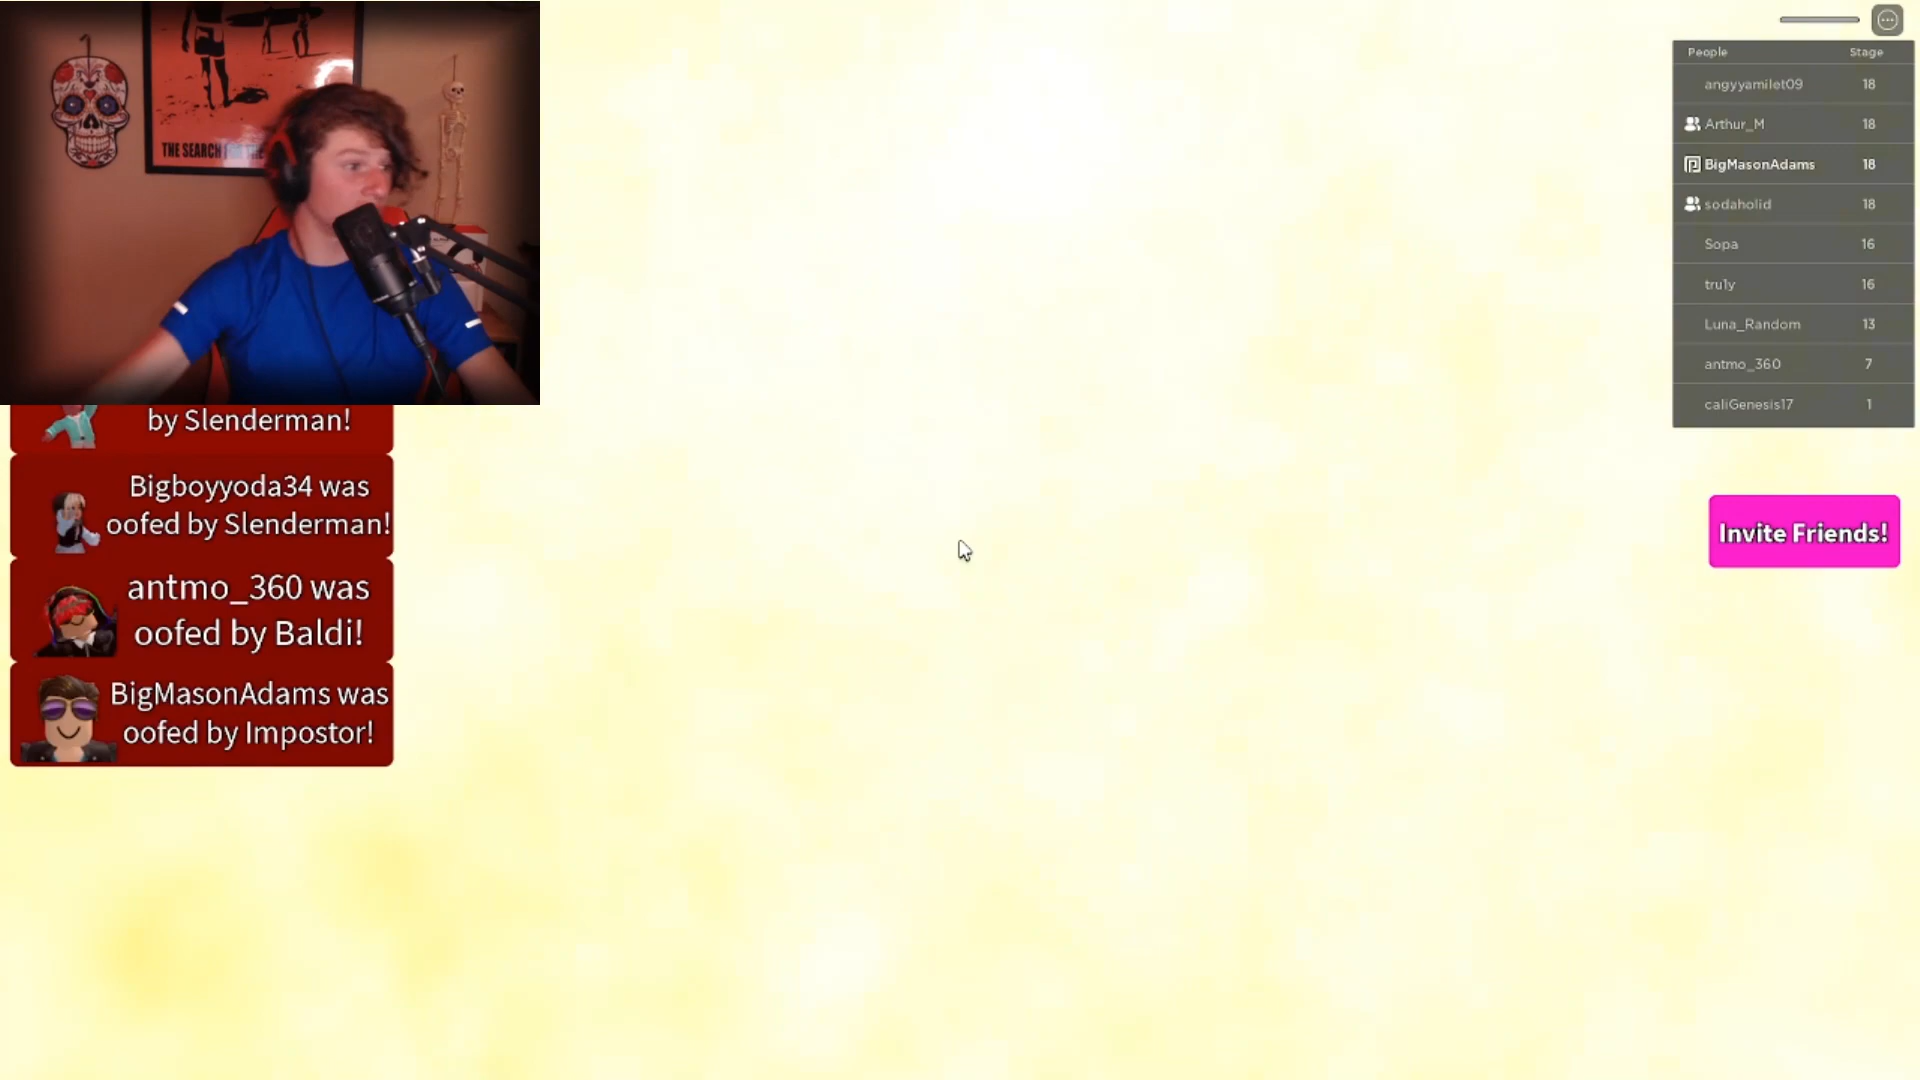 THE SEARCH
by Slenderman!
Bigboyyoda34 was
oofed by Slenderman!
antmo_360 was
oofed by Baldi!
BigMasonAdams was
oofed by Impostor!
People Stage
angyyamilet09 18
Arthur_M 18
BigMasonAdams 18
sodaholid 18
Sopa 16
tru1y 16
Luna_Random 13
antmo_360 7
caliGenesis17 1
Invite Friends!